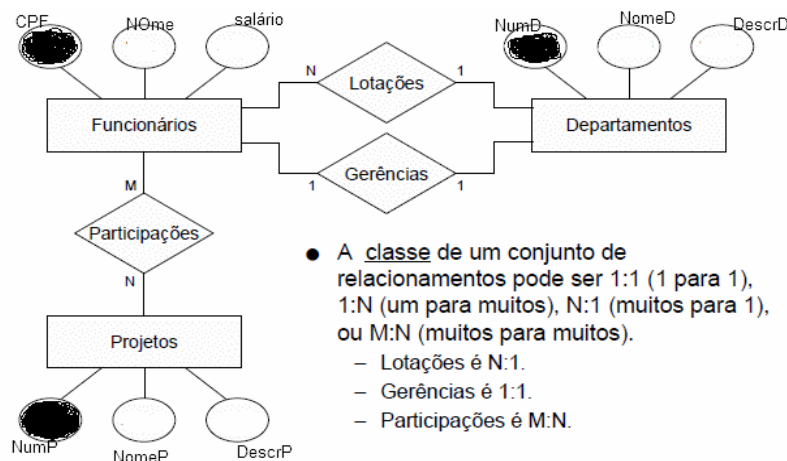 CPF
NOme
salário
NumD
NomeD
DescrD
N
Lotações
1
Funcionários
Departamentos
1
Gerências
1
M
Participações
N
Projetos
NumP
NomeP
DescrP
● A classe de um conjunto de
relacionamentos pode ser 1:1 (1 para 1),
1:N (um para muitos), N:1 (muitos para 1),
ou M:N (muitos para muitos).
– Lotações é N:1.
– Gerências é 1:1.
– Participações é M:N.